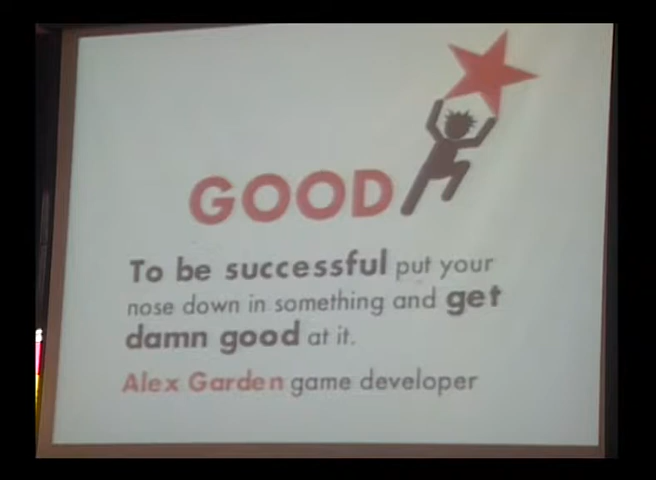 GOOD
To be successful put your
nose down in something and get
damn good at it.
Alex Garden game developer